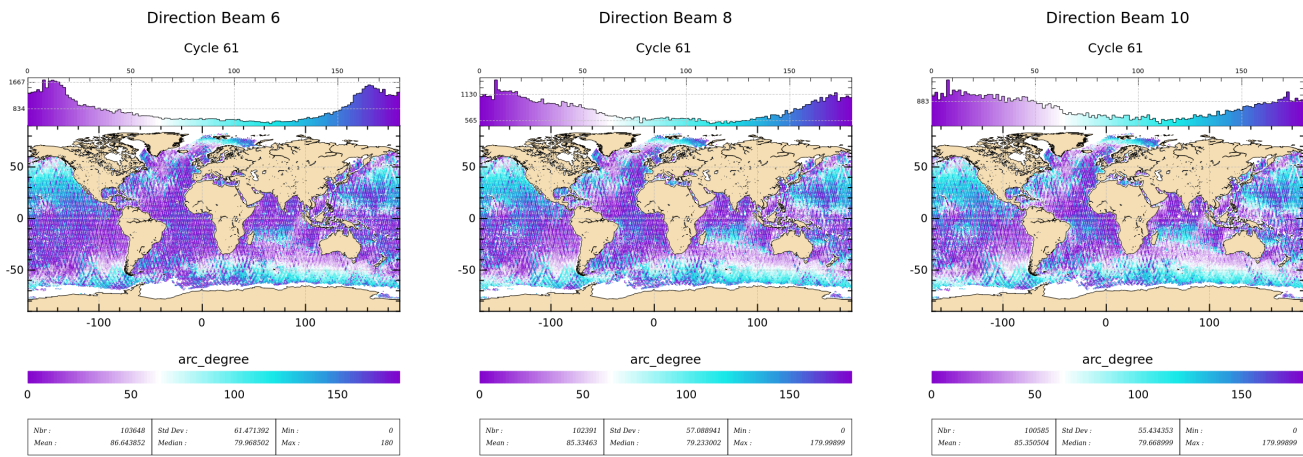 Direction Beam 6
Cycle 61
0 50 100 150
1667
834
50
0
-50
-100 0 100
arc_degree
0 50 100 150
Nbr : 103648 Std Dev : 61.471392 Min : 0
Mean : 86.643852 Median : 79.968502 Max : 180
Direction Beam 8
Cycle 61
0 50 100 150
1130
565
50
0
-50
-100 0 100
arc_degree
0 50 100 150
Nbr : 102391 Std Dev : 57.088941 Min : 0
Mean : 85.33463 Median : 79.233002 Max : 179.99899
Direction Beam 10
Cycle 61
0 50 100 150
883
50
0
-50
-100 0 100
arc_degree
0 50 100 150
Nbr : 100585 Std Dev : 55.434353 Min : 0
Mean : 85.350504 Median : 79.668999 Max : 179.99899